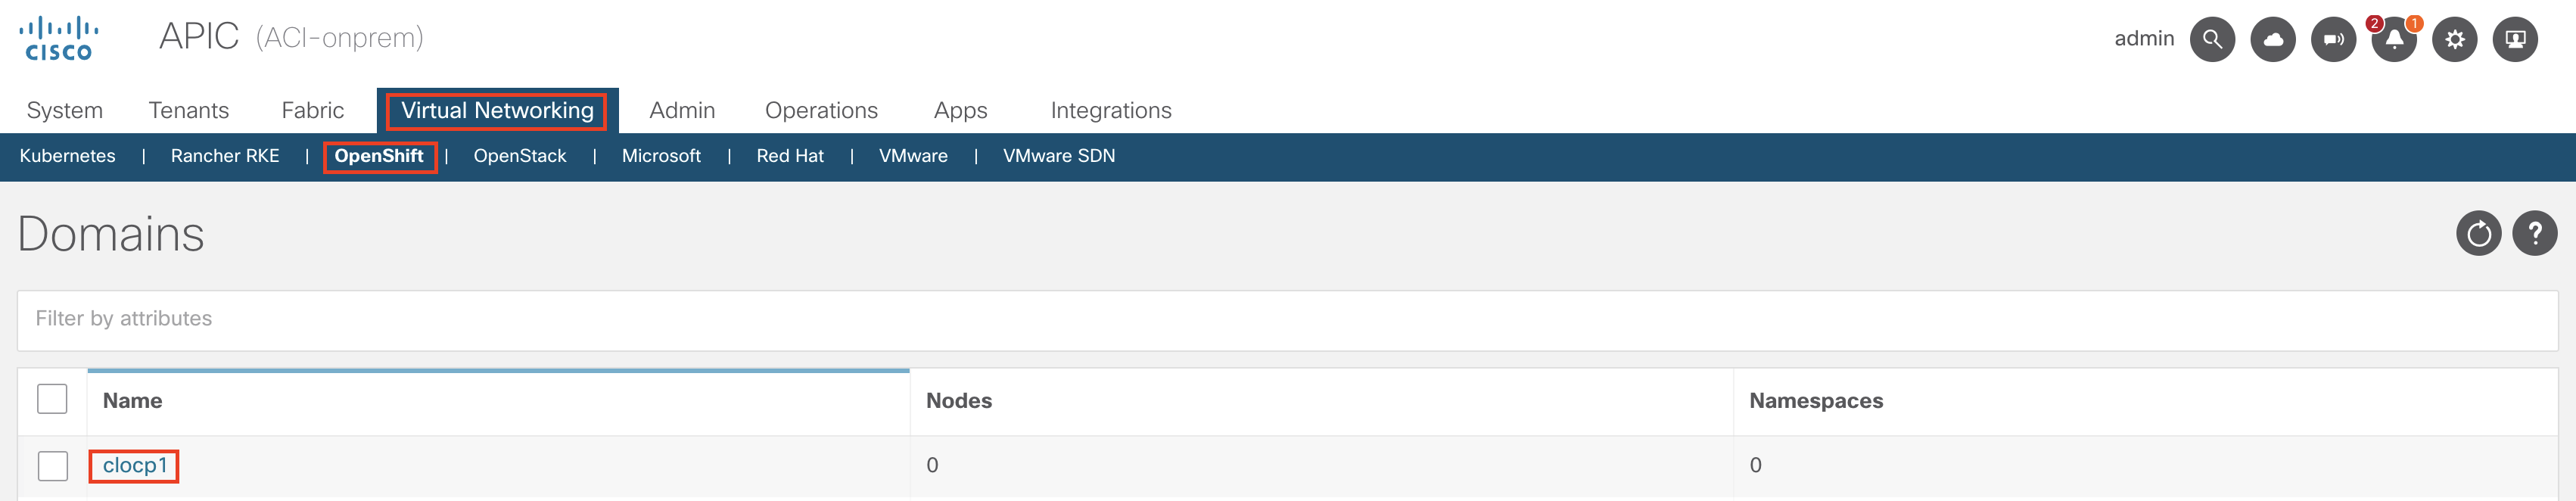 CISCO
APIC (ACI-onprem)
admin
2
1
System Tenants Fabric Virtual Networking Admin Operations Apps Integrations
Kubernetes | Rancher RKE | OpenShift | OpenStack | Microsoft | Red Hat | VMware | VMware SDN
Domains
?
Filter by attributes
Name Nodes Namespaces
clocp1 0 0